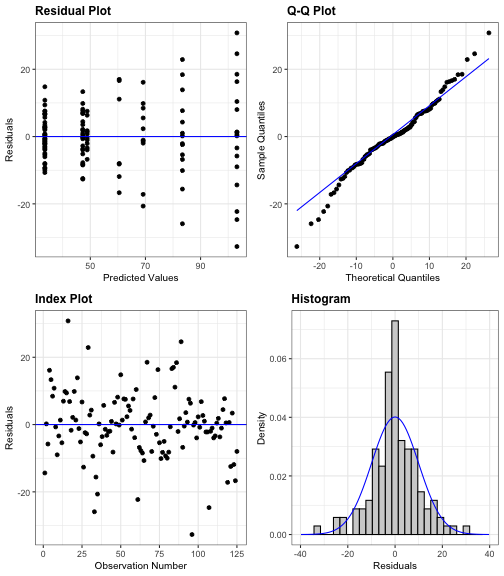 Residual Plot
20
0
-20
Residuals
50 70 90
Predicted Values
Q-Q Plot
20
0
-20
Sample Quantiles
-20 -10 0 10 20
Theoretical Quantiles
Index Plot
20
0
-20
Residuals
0 25 50 75 100 125
Observation Number
Histogram
0.06
0.04
0.02
0.00
Density
-40 -20 0 20 40
Residuals